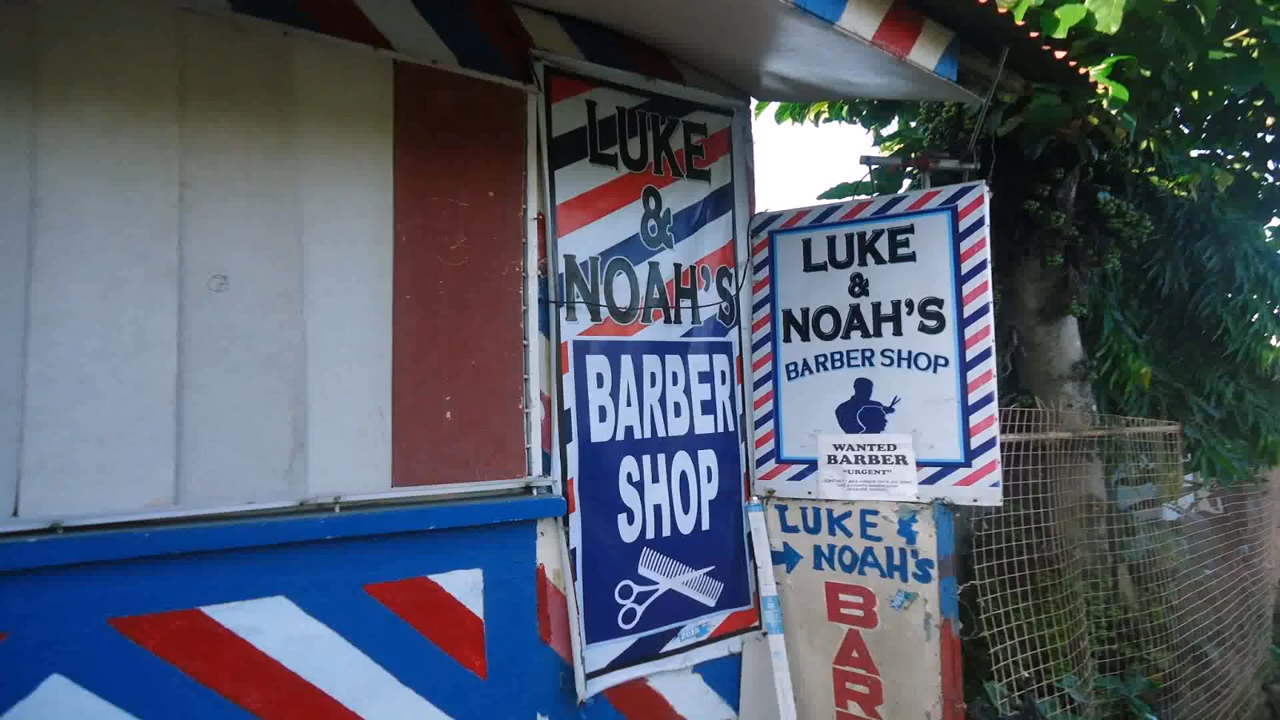 LUKE
&
NOAH'S
BARBER
SHOP
LUKE
&
NOAH'S
BARBER SHOP
WANTED
BARBER
"URGENT"
LUKE &
NOAH'S
BAR